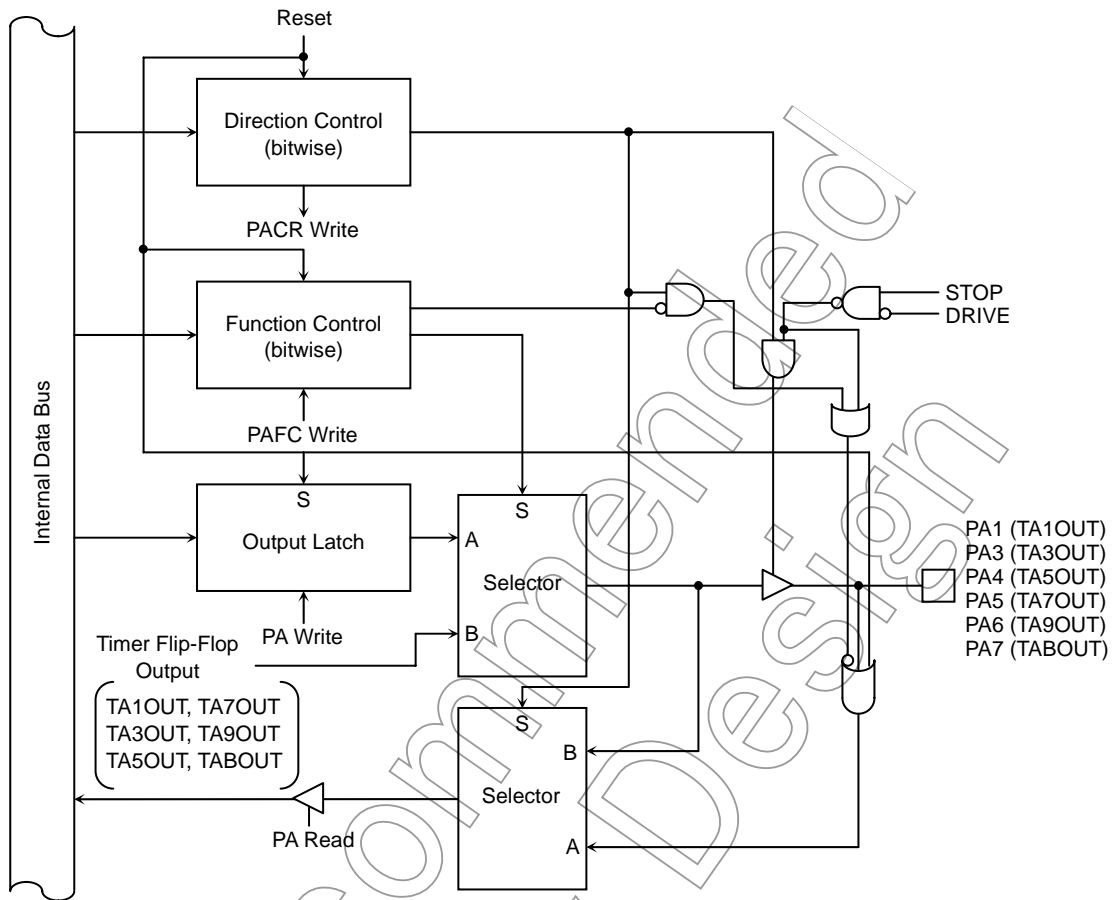 Reset
Direction Control
(bitwise)
PACR Write
Function Control
(bitwise)
STOP
DRIVE
PAFC Write
Internal Data Bus
S
Output Latch
PA Write
S
A
Selector
B
PA1 (TA1OUT)
PA3 (TA3OUT)
PA4 (TA5OUT)
PA5 (TA7OUT)
PA6 (TA9OUT)
PA7 (TABOUT)
Timer Flip-Flop
Output
TA1OUT, TA7OUT
TA3OUT, TA9OUT
TA5OUT, TABOUT
S
B
Selector
A
PA Read
commended
Design